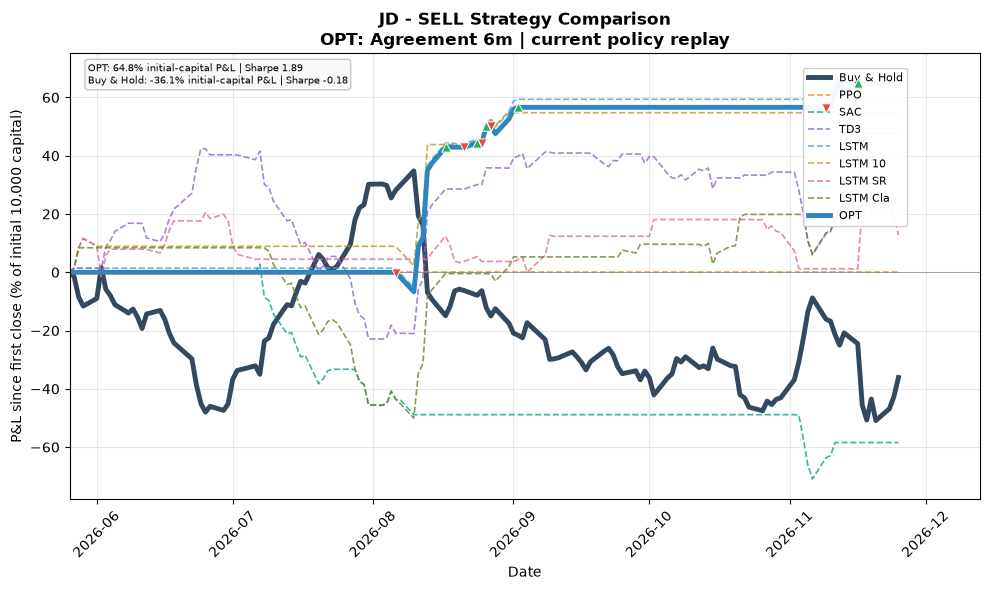 JD - SELL Strategy Comparison
OPT: Agreement 6m | current policy replay
OPT: 64.8% initial-capital P&L | Sharpe 1.89
Buy & Hold: -36.1% initial-capital P&L | Sharpe -0.18
Buy & Hold
PPO
SAC
TD3
LSTM
LSTM 10
LSTM SR
LSTM Cla
OPT
P&L since first close (% of initial 10,000 capital)
60
40
20
0
−20
−40
−60
2026-06
2026-07
2026-08
2026-09
2026-10
2026-11
2026-12
Date